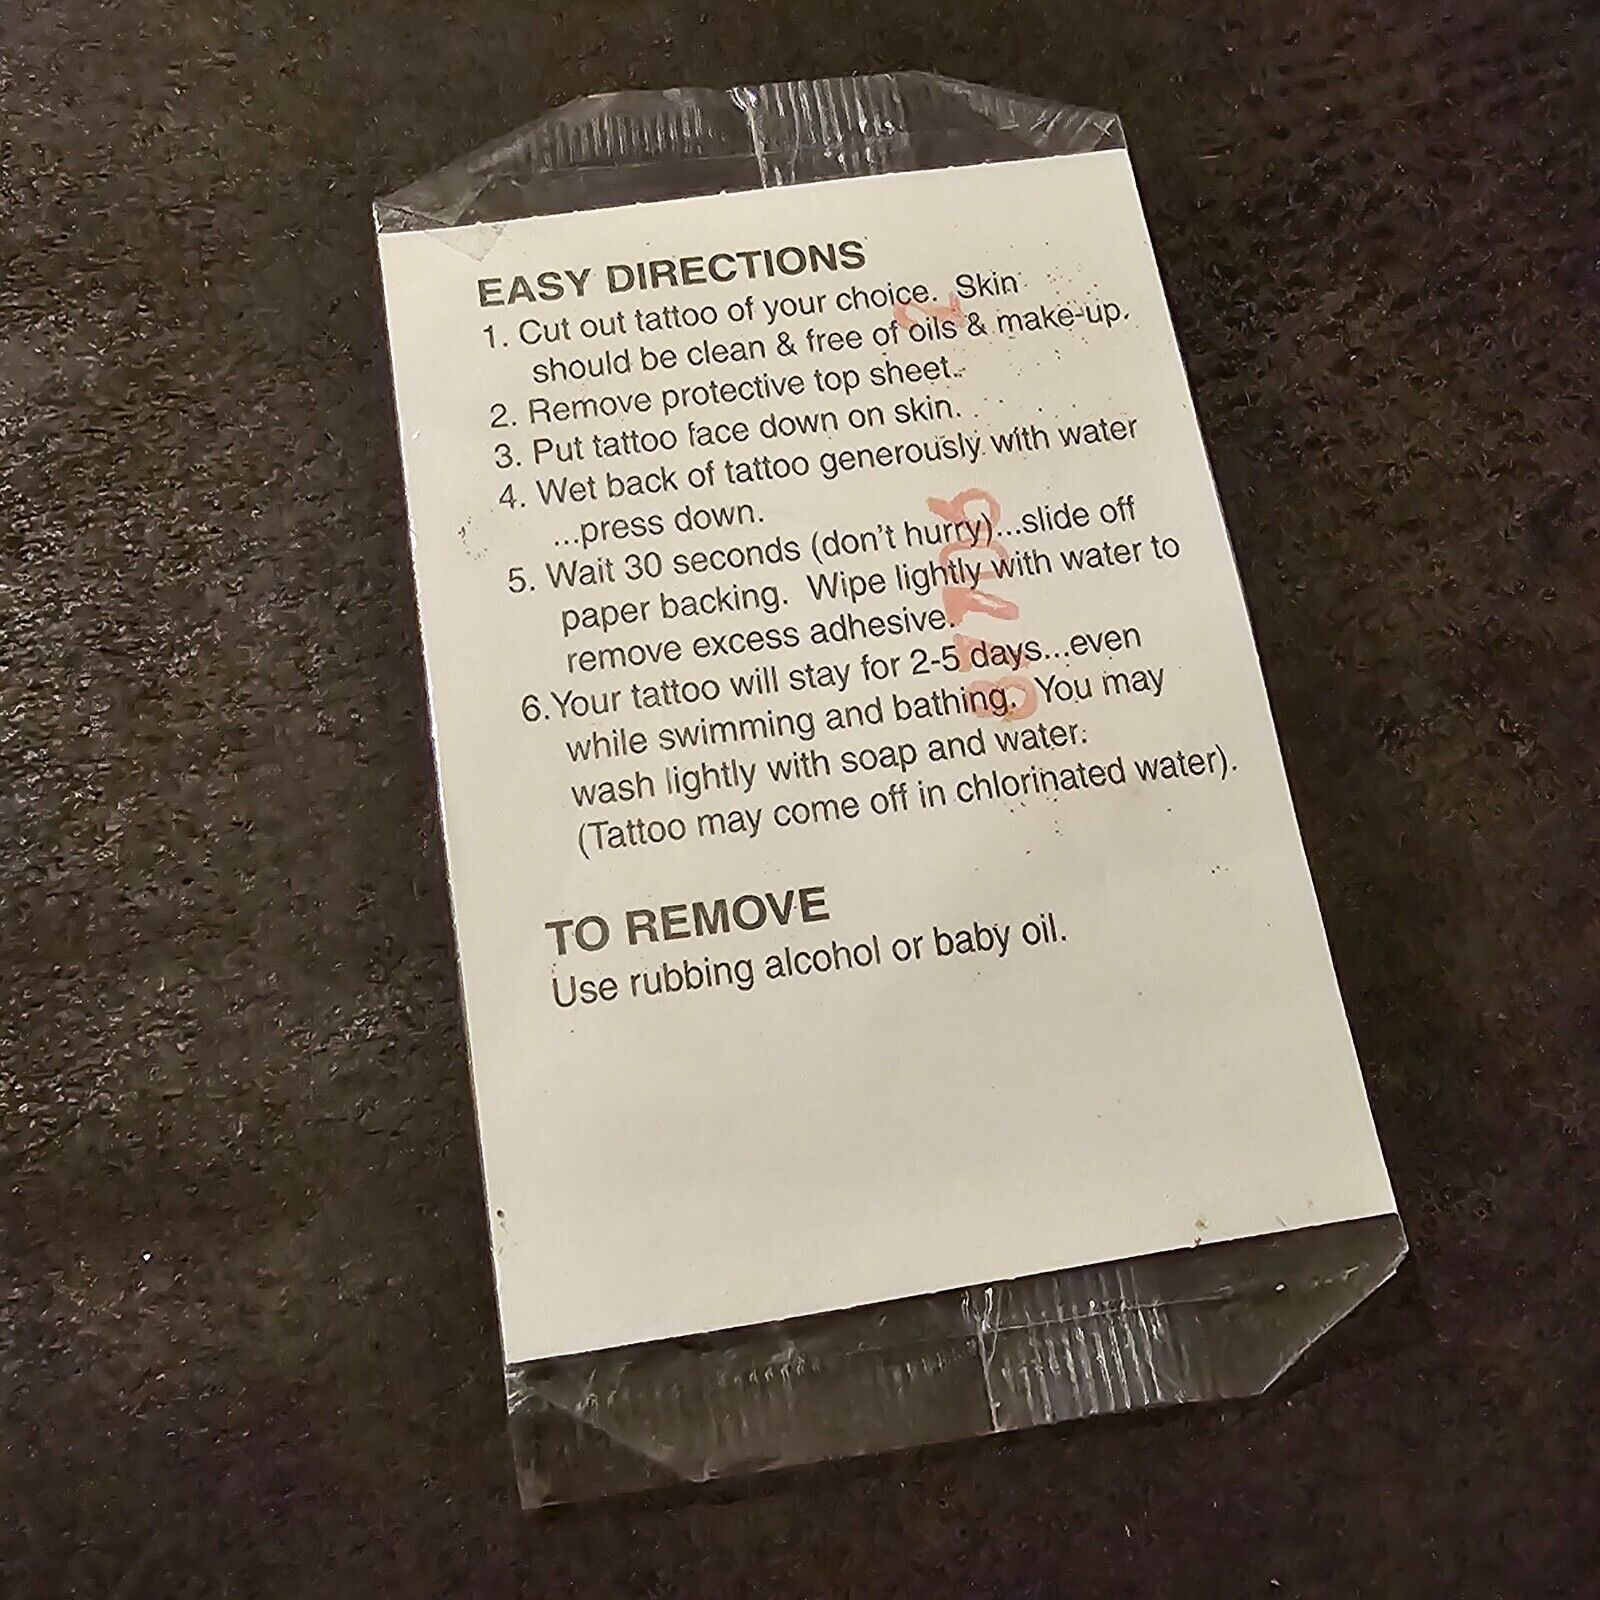 EASY DIRECTIONS
1. Cut out tattoo of your choice. Skin
should be clean & free of oils & make-up.
2. Remove protective top sheet.
3. Put tattoo face down on skin.
4. Wet back of tattoo generously with water
...press down.
5. Wait 30 seconds (don't hurry)...slide off
paper backing. Wipe lightly with water to
remove excess adhesive.
6.Your tattoo will stay for 2-5 days...even
while swimming and bathing. You may
wash lightly with soap and water.
(Tattoo may come off in chlorinated water).
TO REMOVE
Use rubbing alcohol or baby oil.